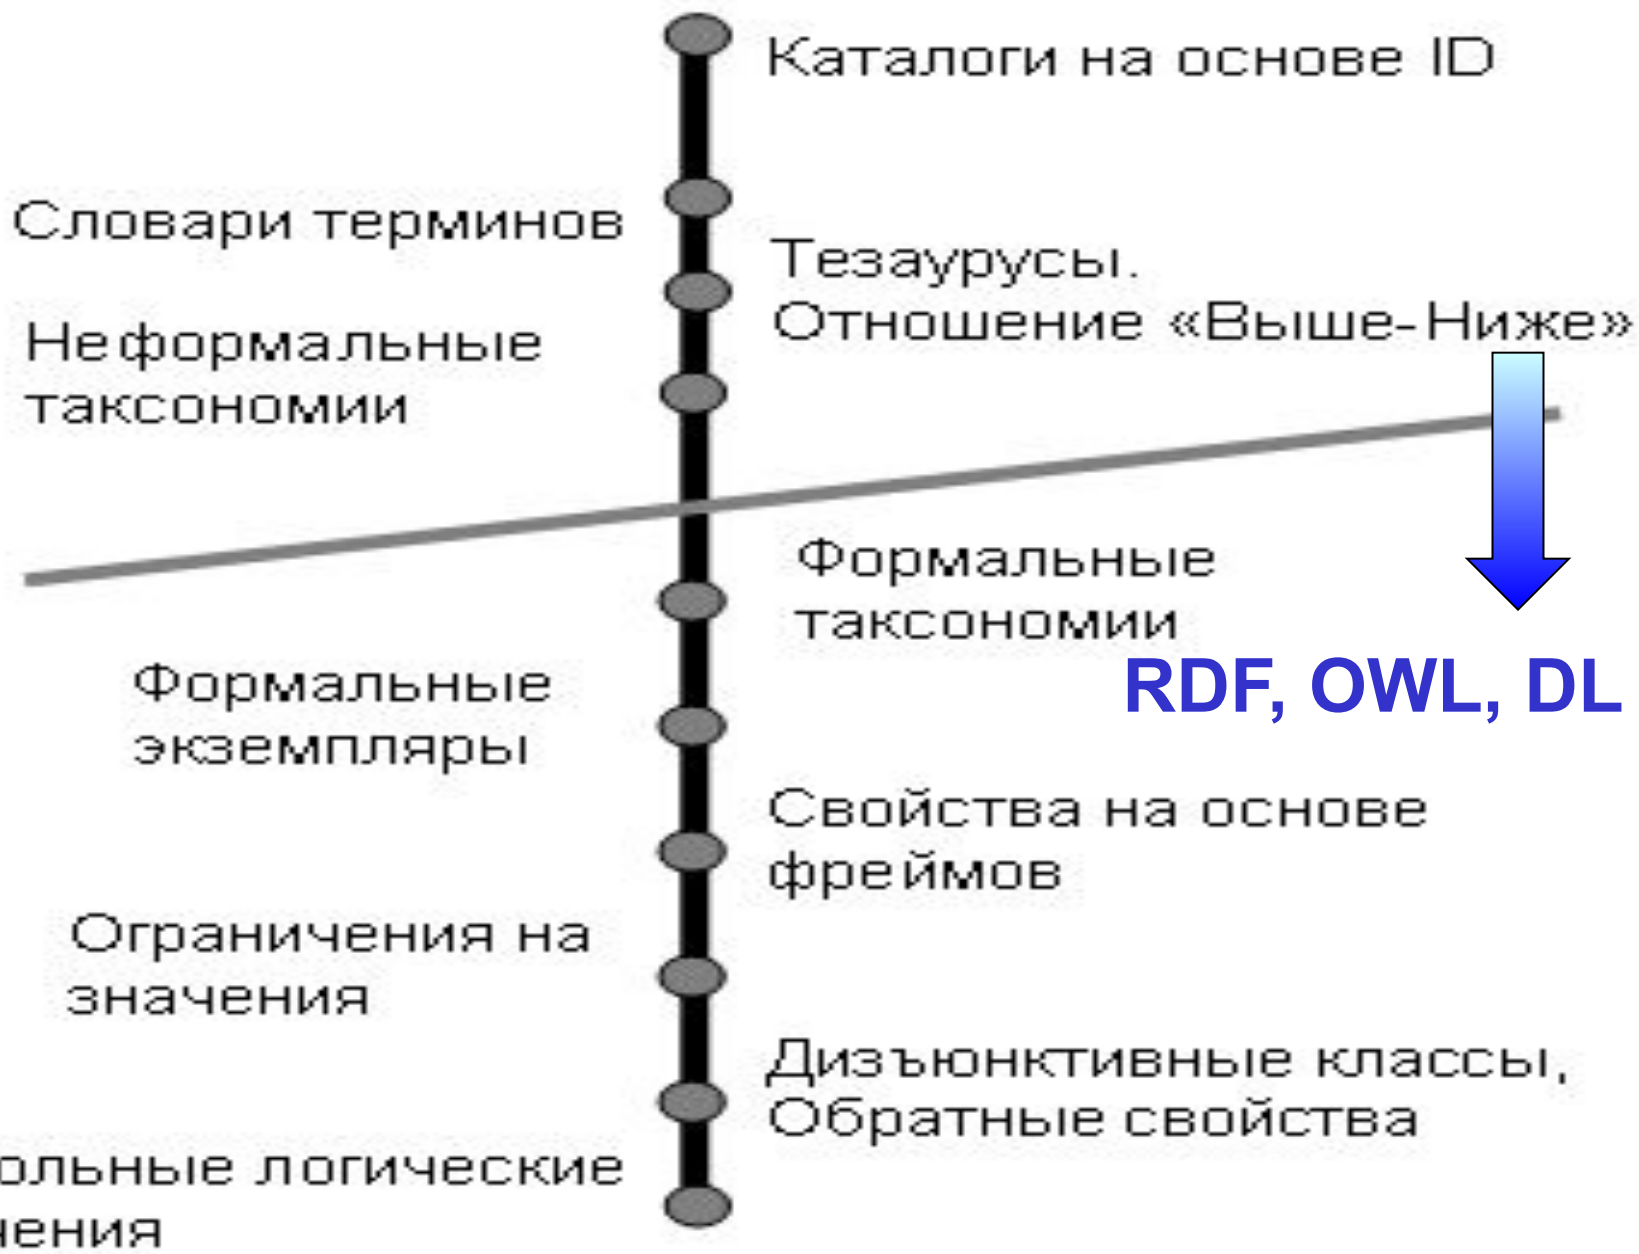 Каталоги на основе ID
Словари терминов
Тезаурусы.
Отношение «Выше-Ниже»
Неформальные
таксономии
Формальные
таксономии
RDF, OWL, DL
Формальные
экземпляры
Свойства на основе
фреймов
Ограничения на
значения
Дизъюнктивные классы,
Обратные свойства
логические